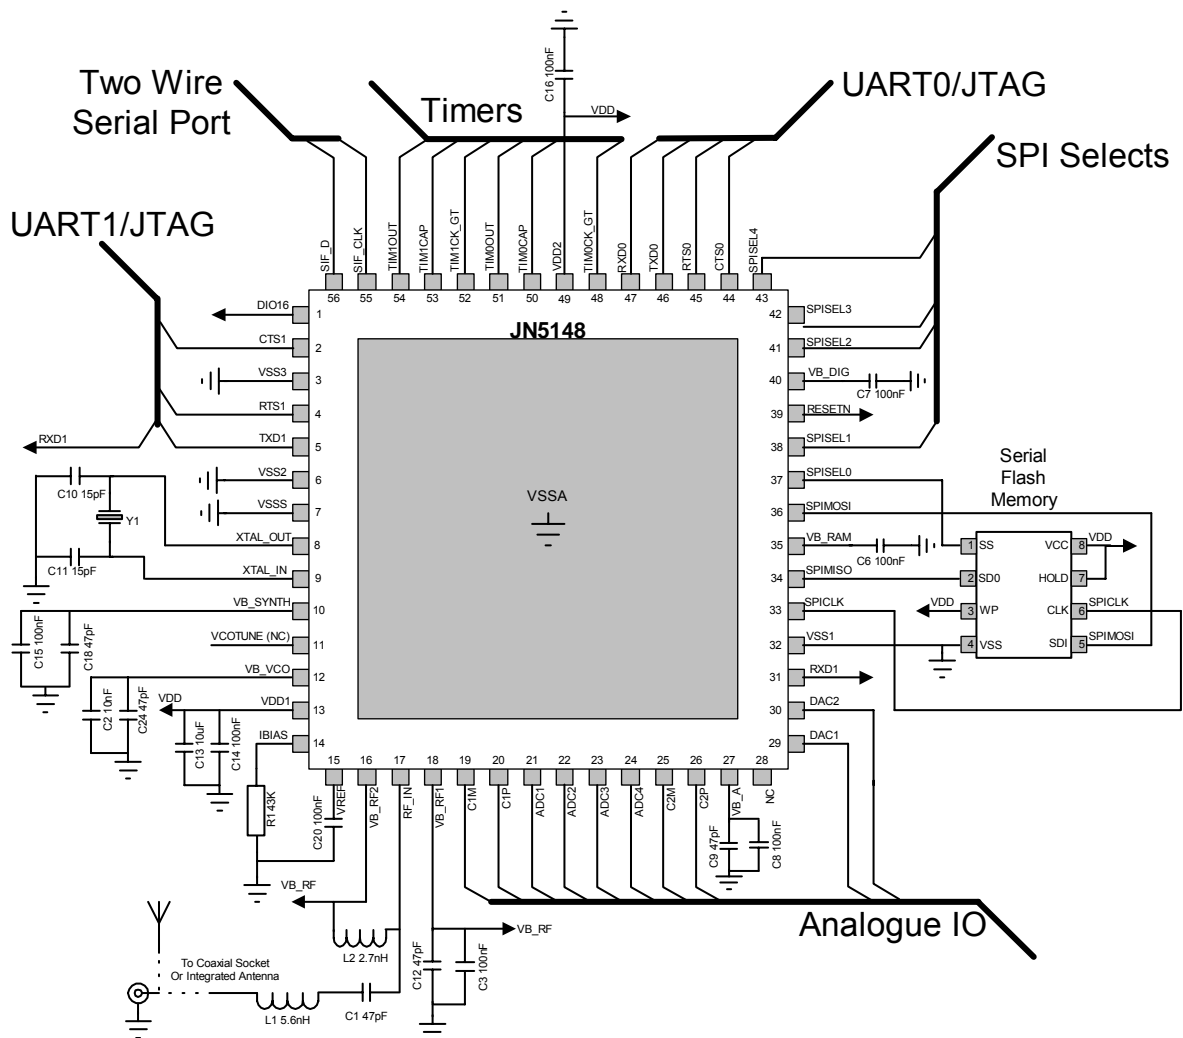 C16 100nF
Two Wire
Serial Port
Timers
VDD
UART0/JTAG
SPI Selects
UART1/JTAG
SIF_D
SIF_CLK
TIM1OUT
TIM1CAP
TIM1CK_GT
TIM0OUT
TIM0CAP
VDD2
TIM0CK_GT
RXD0
TXD0
RTS0
CTS0
SPISEL4
56 55 54 53 52 51 50 49 48 47 46 45 44 43
JN5148
VSSA
DIO16 1
CTS1 2
VSS3 3
RTS1 4
RXD1
TXD1 5
VSS2 6
VSSS 7
C10 15pF
Y1
XTAL_OUT 8
C11 15pF
XTAL_IN 9
VB_SYNTH 10
C15 100nF
C18 47pF
VCOTUNE (NC) 11
VB_VCO 12
C2 10nF
C24 47pF
VDD
VDD1 13
C13 10uF
C14 100nF
IBIAS 14
R1 43K
42 SPISEL3
41 SPISEL2
40 VB_DIG
C7 100nF
39 RESETN
38 SPISEL1
37 SPISEL0
36 SPIMOSI
35 VB_RAM
C6 100nF
34 SPIMISO
33 SPICLK
32 VSS1
31 RXD1
30 DAC2
29 DAC1
Serial
Flash
Memory
1 SS
2 SD0
3 WP
4 VSS
VCC 8
HOLD 7
CLK 6
SDI 5
VDD
VDD
SPICLK
SPIMOSI
15 16 17 18 19 20 21 22 23 24 25 26 27 28
VREF
VB_RF2
RF_IN
VB_RF1
C1M
C1P
ADC1
ADC2
ADC3
ADC4
C2M
C2P
VB_A
NC
C20 100nF
C9 47pF
C8 100nF
VB_RF
L2 2.7nH
VB_RF
C12 47pF
C3 100nF
Analogue IO
To Coaxial Socket
Or Integrated Antenna
L1 5.6nH
C1 47pF